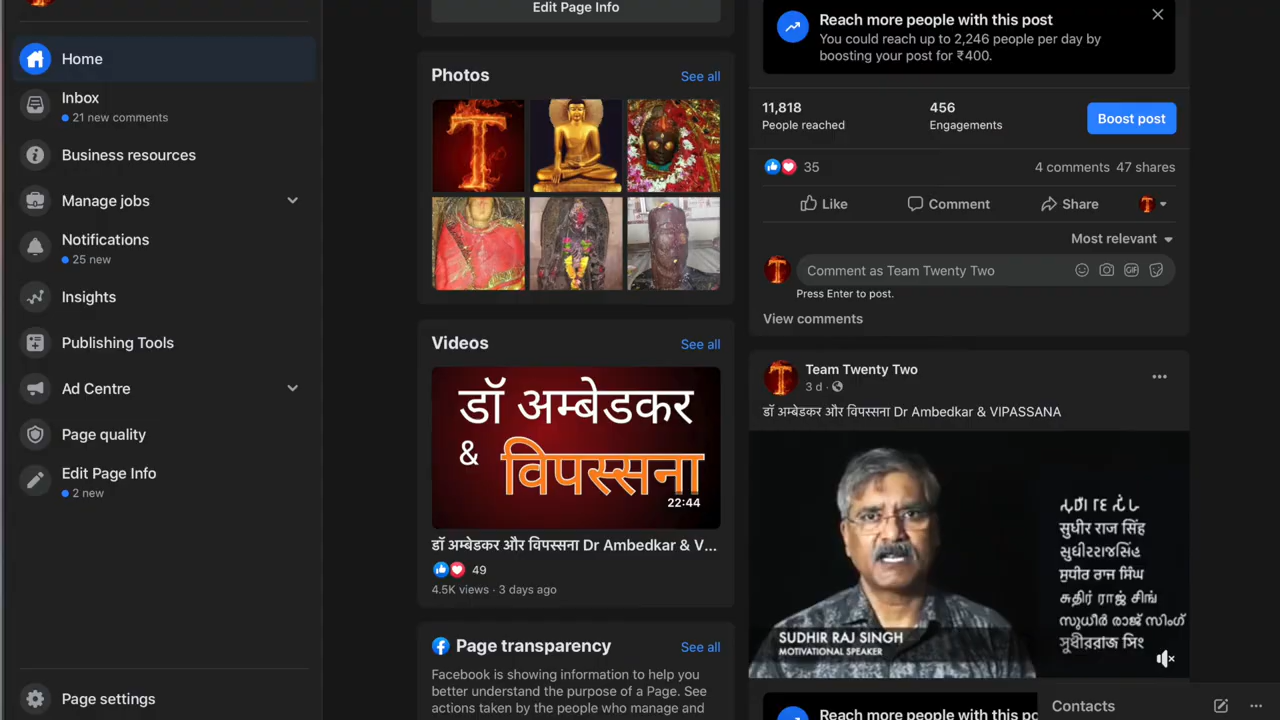 Home
Inbox
21 new comments
Business resources
Manage jobs
Notifications
25 new
Insights
Publishing Tools
Ad Centre
Page quality
Edit Page Info
2 new
Page settings
Edit Page Info
Photos
See all
Videos
See all
डॉ अम्बेडकर
&
विपस्सना
22:44
डॉ अम्बेडकर और विपस्सना Dr Ambedkar & V...
49
4.5K views · 3 days ago
Page transparency
See all
Facebook is showing information to help you
better understand the purpose of a Page. See
actions taken by the people who manage and
Reach more people with this post
You could reach up to 2,246 people per day by
boosting your post for ₹400.
11,818
People reached
456
Engagements
Boost post
35
4 comments 47 shares
Like
Comment
Share
Most relevant
Comment as Team Twenty Two
GIF
Press Enter to post.
View comments
Team Twenty Two
3 d
डॉ अम्बेडकर और विपस्सना Dr Ambedkar & VIPASSANA
सुधीर राज सिंह
સુધીરરાજસિંહ
ਸੁਧੀਰ ਰਾਜ ਸਿੰਘ
சுதிர் ராஜ் சிங்
സുധീർ രാജ് സിംഗ്
SUDHIR RAJ SINGH
MOTIVATIONAL SPEAKER
Reach more people with this po
Contacts